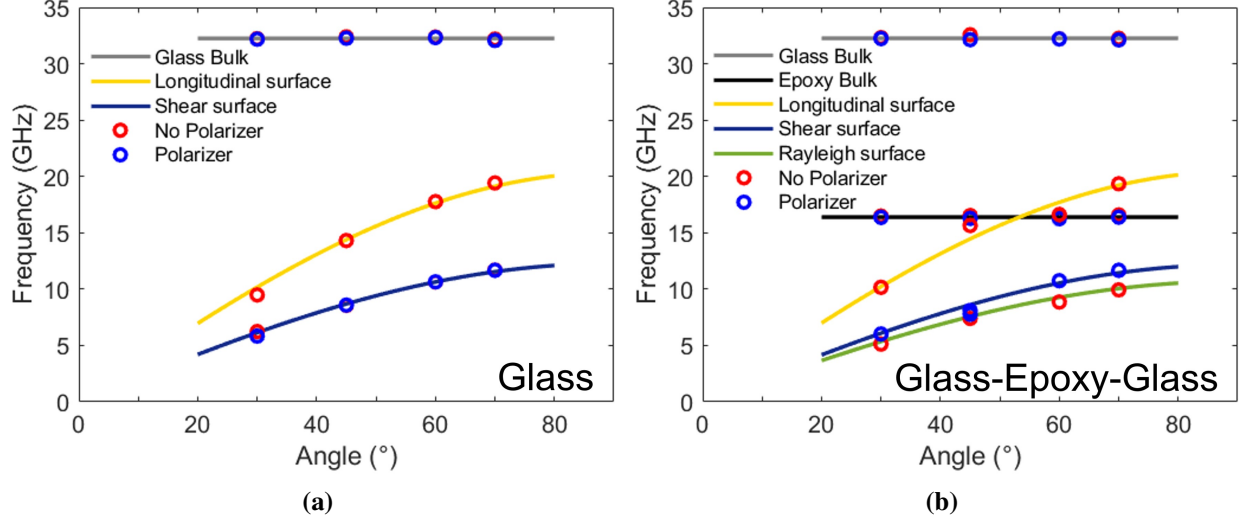 Frequency (GHz)
35
30
25
20
15
10
5
0
Glass Bulk
Longitudinal surface
Shear surface
No Polarizer
Polarizer
Glass
0 20 40 60 80
Angle (°)
(a)
Frequency (GHz)
35
30
25
20
15
10
5
0
Glass Bulk
Epoxy Bulk
Longitudinal surface
Shear surface
Rayleigh surface
No Polarizer
Polarizer
Glass-Epoxy-Glass
0 20 40 60 80
Angle (°)
(b)